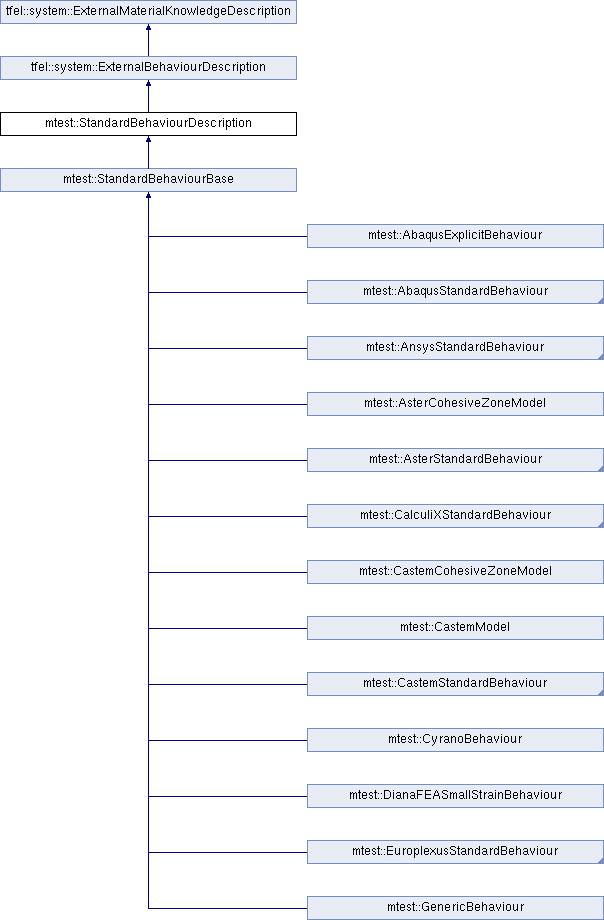 tfel::system::ExternalMaterialKnowledgeDescription
tfel::system::ExternalBehaviourDescription
mtest::StandardBehaviourDescription
mtest::StandardBehaviourBase
mtest::AbaqusExplicitBehaviour
mtest::AbaqusStandardBehaviour
mtest::AnsysStandardBehaviour
mtest::AsterCohesiveZoneModel
mtest::AsterStandardBehaviour
mtest::CalculiXStandardBehaviour
mtest::CastemCohesiveZoneModel
mtest::CastemModel
mtest::CastemStandardBehaviour
mtest::CyranoBehaviour
mtest::DianaFEASmallStrainBehaviour
mtest::EuroplexusStandardBehaviour
mtest::GenericBehaviour